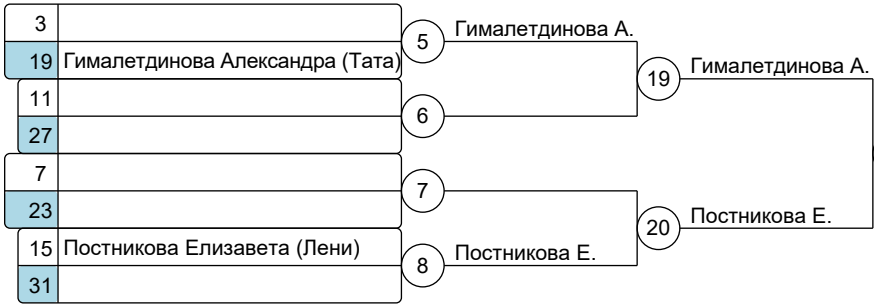 3
19 Гималетдинова Александра (Тата)
5 Гималетдинова А.
11
27
6
19 Гималетдинова А.
7
23
7
15 Постникова Елизавета (Лени)
31
8 Постникова Е.
20 Постникова Е.